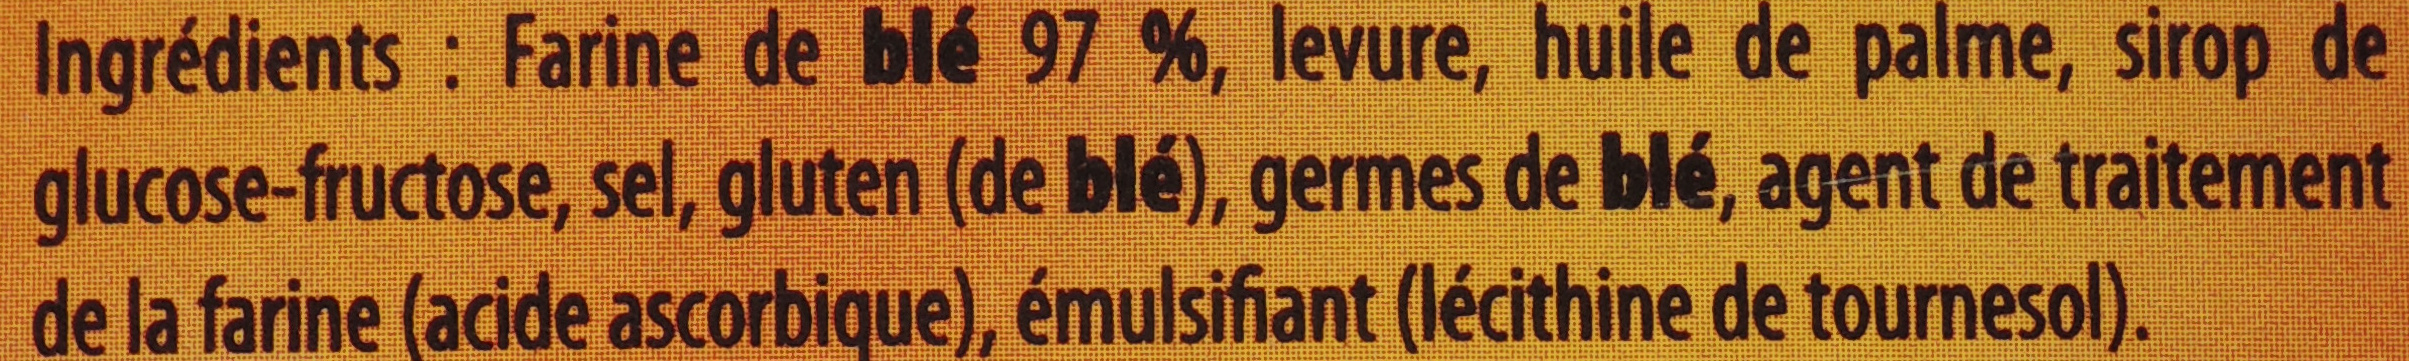 Ingrédients : Farine de blé 97 %, levure, huile de palme, sirop de
glucose-fructose, sel, gluten (de blé), germes de blé, agent de traitement
de la farine (acide ascorbique), émulsifiant (lécithine de tournesol).